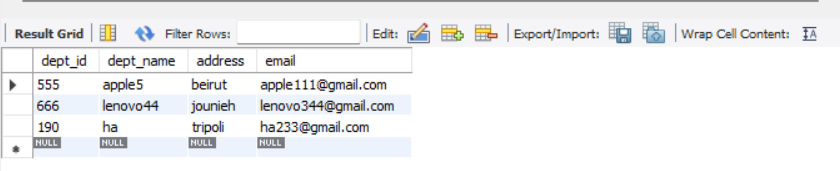 Result Grid Filter Rows: Edit: Export/Import: Wrap Cell Content:
dept_id dept_name address email
555 apple5 beirut apple111@gmail.com
666 lenovo44 jounieh lenovo344@gmail.com
190 ha tripoli ha233@gmail.com
NULL NULL NULL NULL